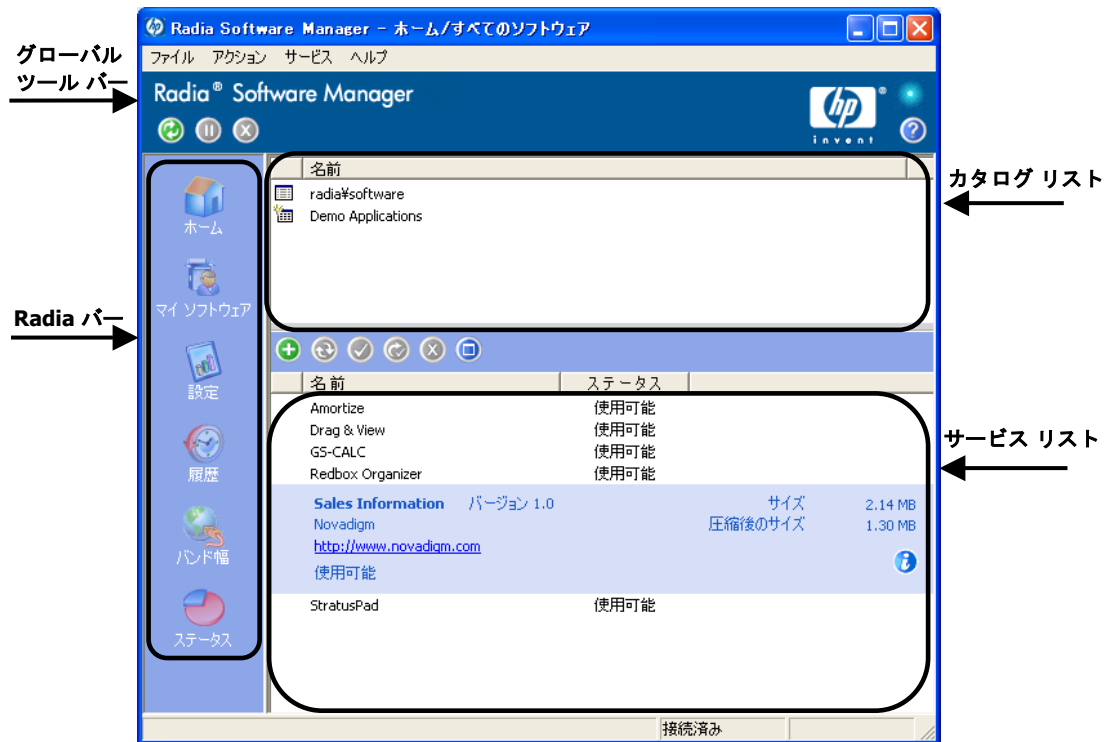 Radia Software Manager - ホーム/すべてのソフトウェア
ファイル アクション サービス ヘルプ
グローバル
ツール バー
Radia® Software Manager
hp ®
invent
名前
radia¥software
Demo Applications
カタログ リスト
ホーム
マイ ソフトウェア
Radia バー
設定
履歴
バンド幅
ステータス
名前 ステータス
Amortize 使用可能
Drag & View 使用可能
GS-CALC 使用可能
Redbox Organizer 使用可能
サービス リスト
Sales Information バージョン 1.0 サイズ 2.14 MB
Novadigm 圧縮後のサイズ 1.30 MB
http://www.novadigm.com
使用可能
StratusPad 使用可能
接続済み